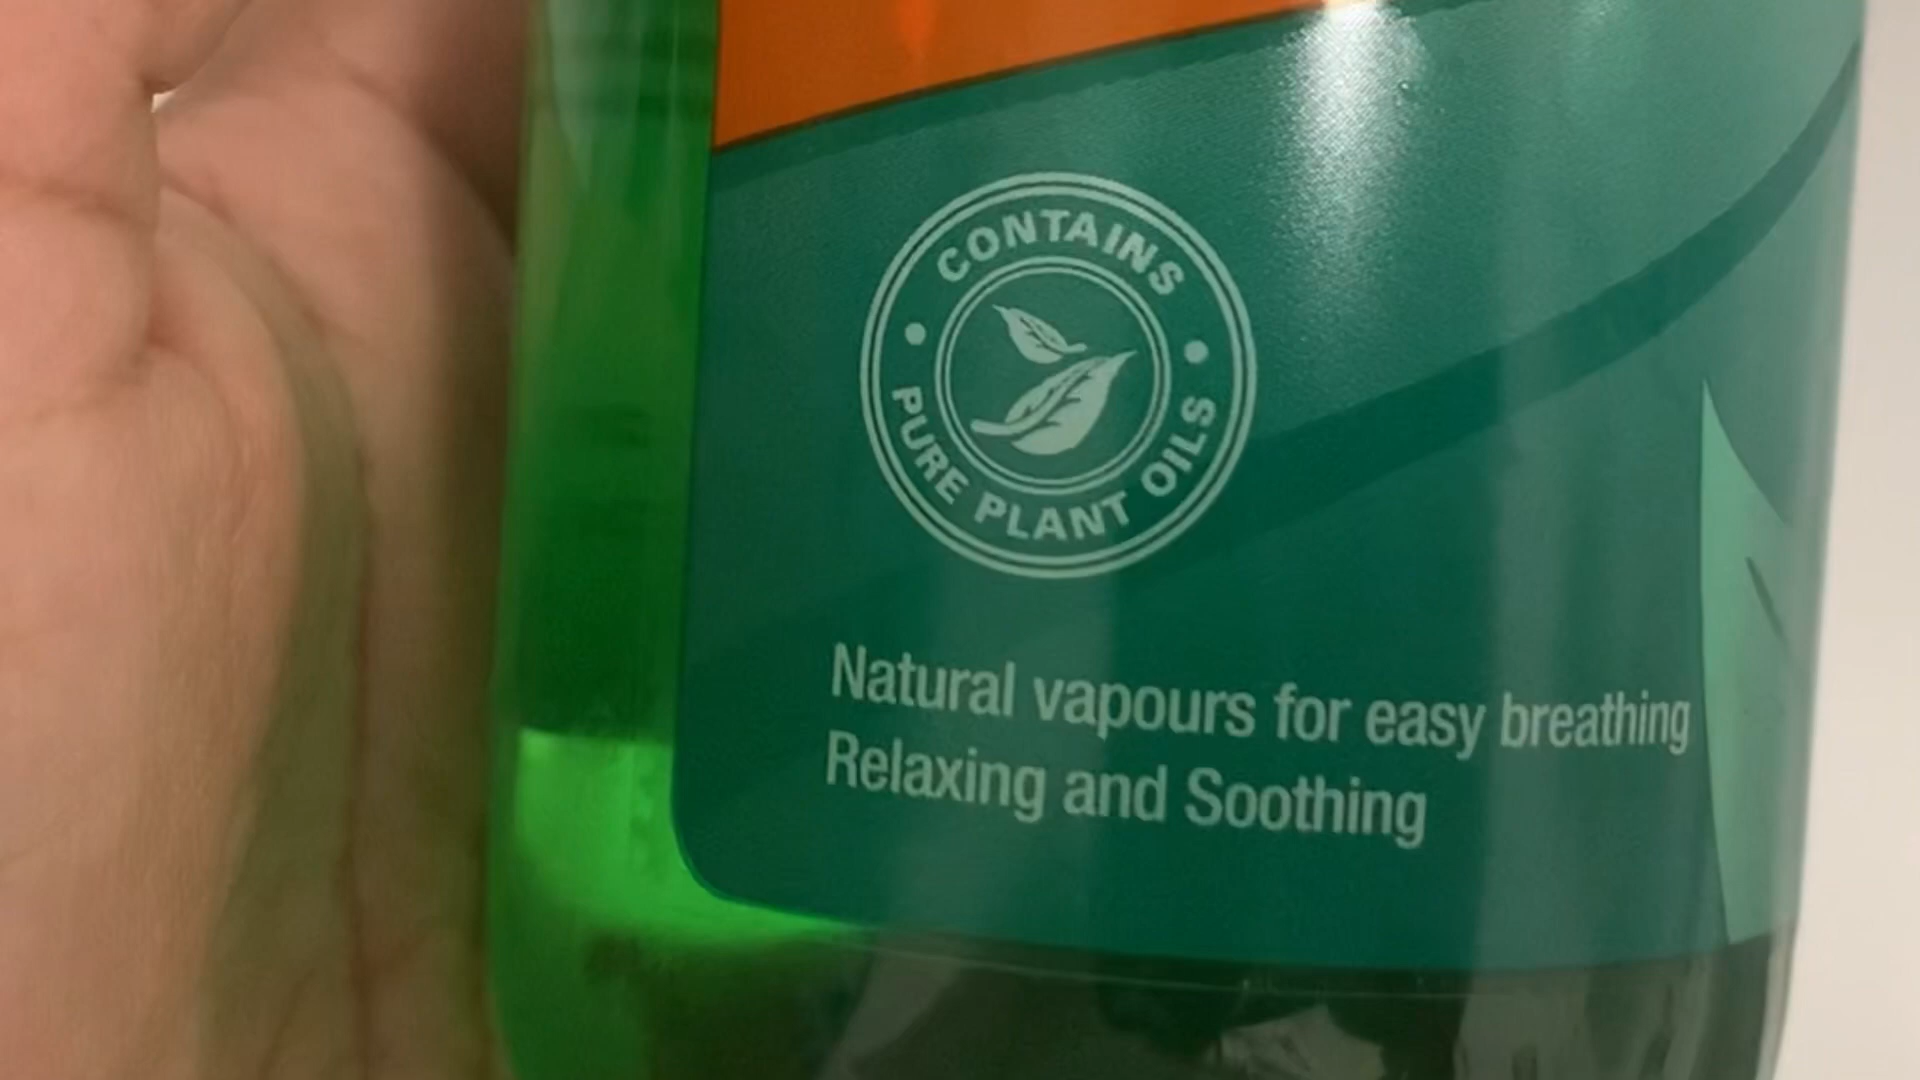 CONTAINS
PURE PLANT OILS
Natural vapours for easy breathing
Relaxing and Soothing